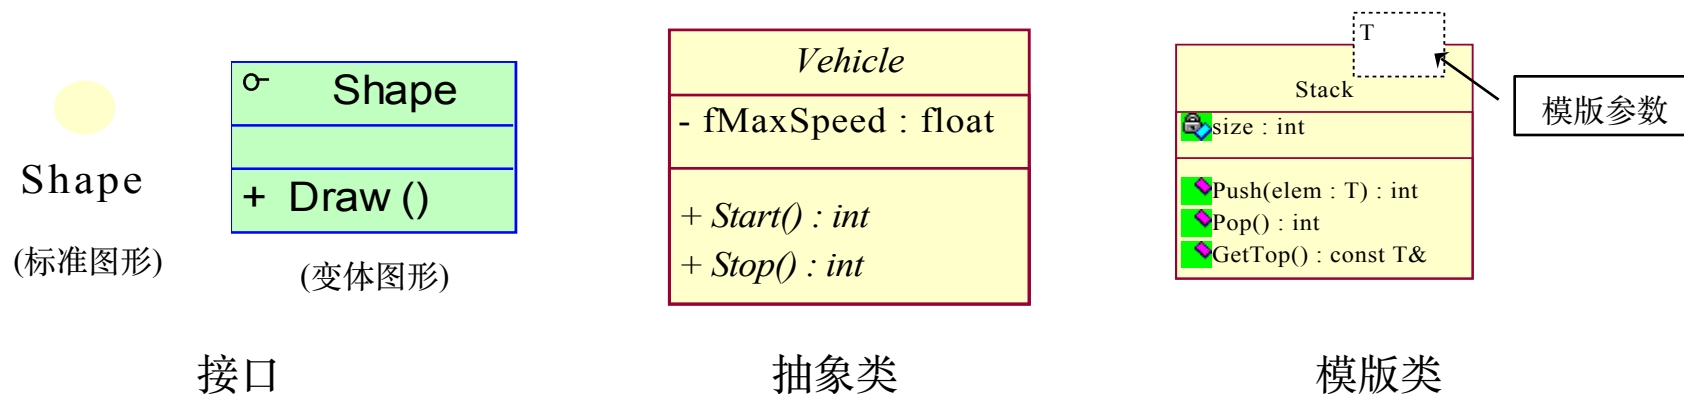 Shape
(标准图形)
Shape
+ Draw ()
(变体图形)
接口
Vehicle
- fMaxSpeed : float
+ Start() : int
+ Stop() : int
抽象类
T
Stack
size : int
Push(elem : T) : int
Pop() : int
GetTop() : const T&
模版参数
模版类